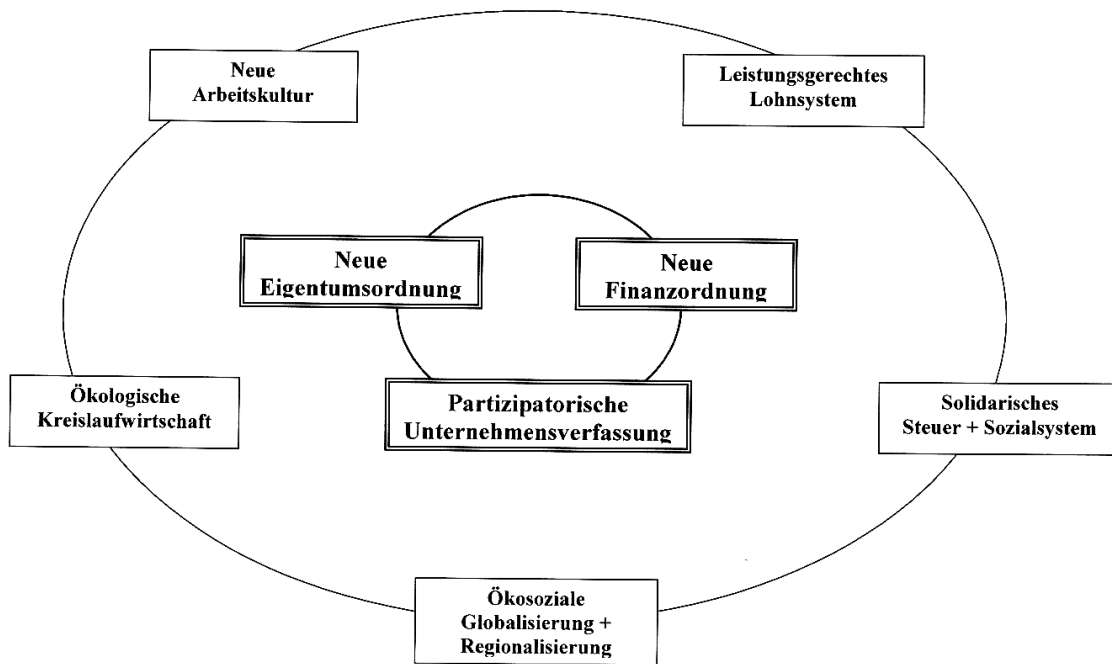 Neue
Arbeitskultur
Leistungsgerechtes
Lohnsystem
Neue
Eigentumsordnung
Neue
Finanzordnung
Ökologische
Kreislaufwirtschaft
Partizipatorische
Unternehmensverfassung
Solidarisches
Steuer + Sozialsystem
Ökosoziale
Globalisierung +
Regionalisierung